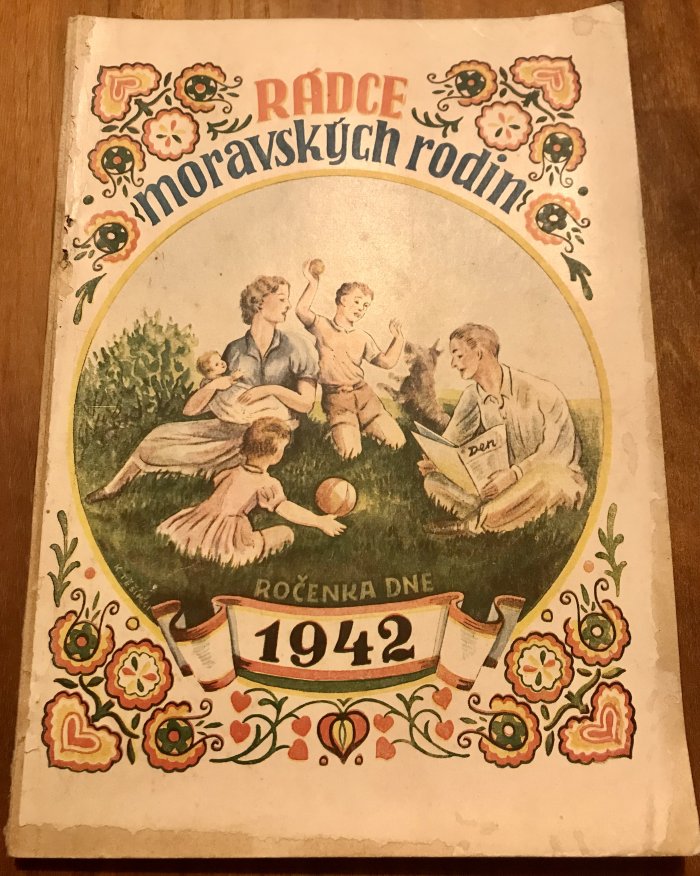 RÁDCE
moravských rodin
Den
ROČENKA DNE
1942